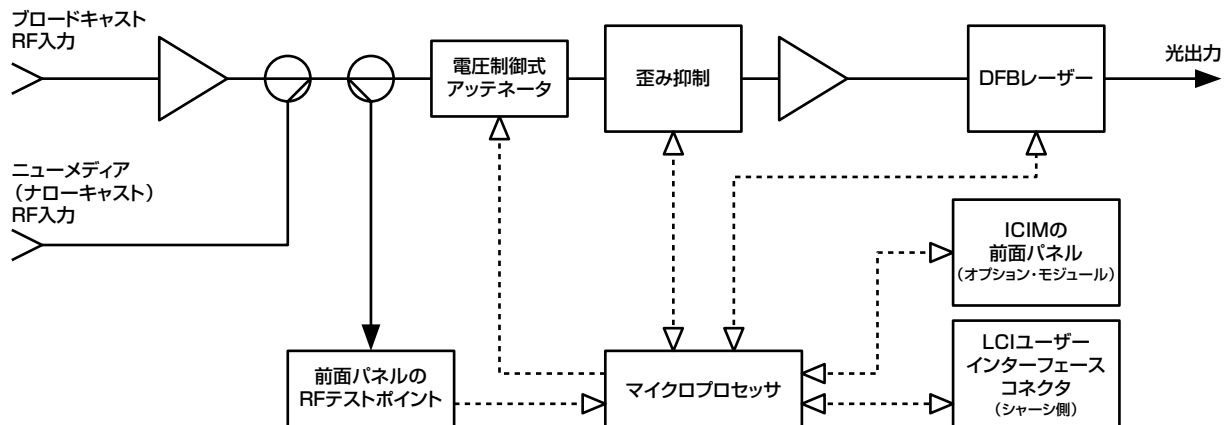 ブロードキャスト
RF入力
電圧制御式
アッテネータ
歪み抑制
DFBレーザー
光出力
ニューメディア
（ナローキャスト）
RF入力
ICIMの
前面パネル
（オプション・モジュール）
前面パネルの
RFテストポイント
マイクロプロセッサ
LCIユーザー
インターフェース
コネクタ
（シャーシ側）